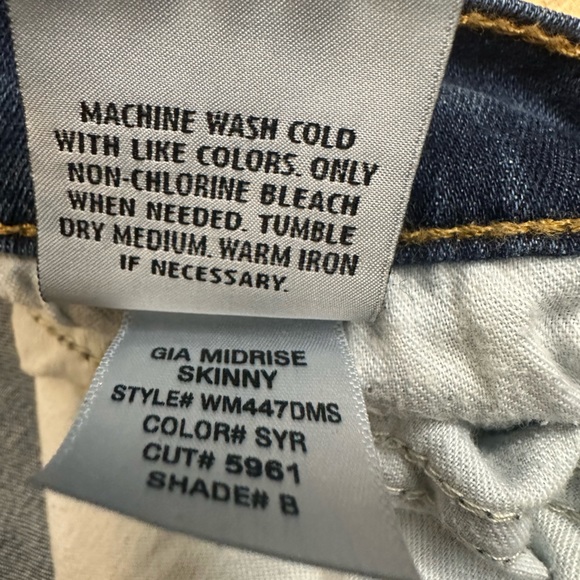 MACHINE WASH COLD
WITH LIKE COLORS. ONLY
NON-CHLORINE BLEACH
WHEN NEEDED. TUMBLE
DRY MEDIUM. WARM IRON
IF NECESSARY.
GIA MIDRISE
SKINNY
STYLE# WM447DMS
COLOR# SYR
CUT# 5961
SHADE# B